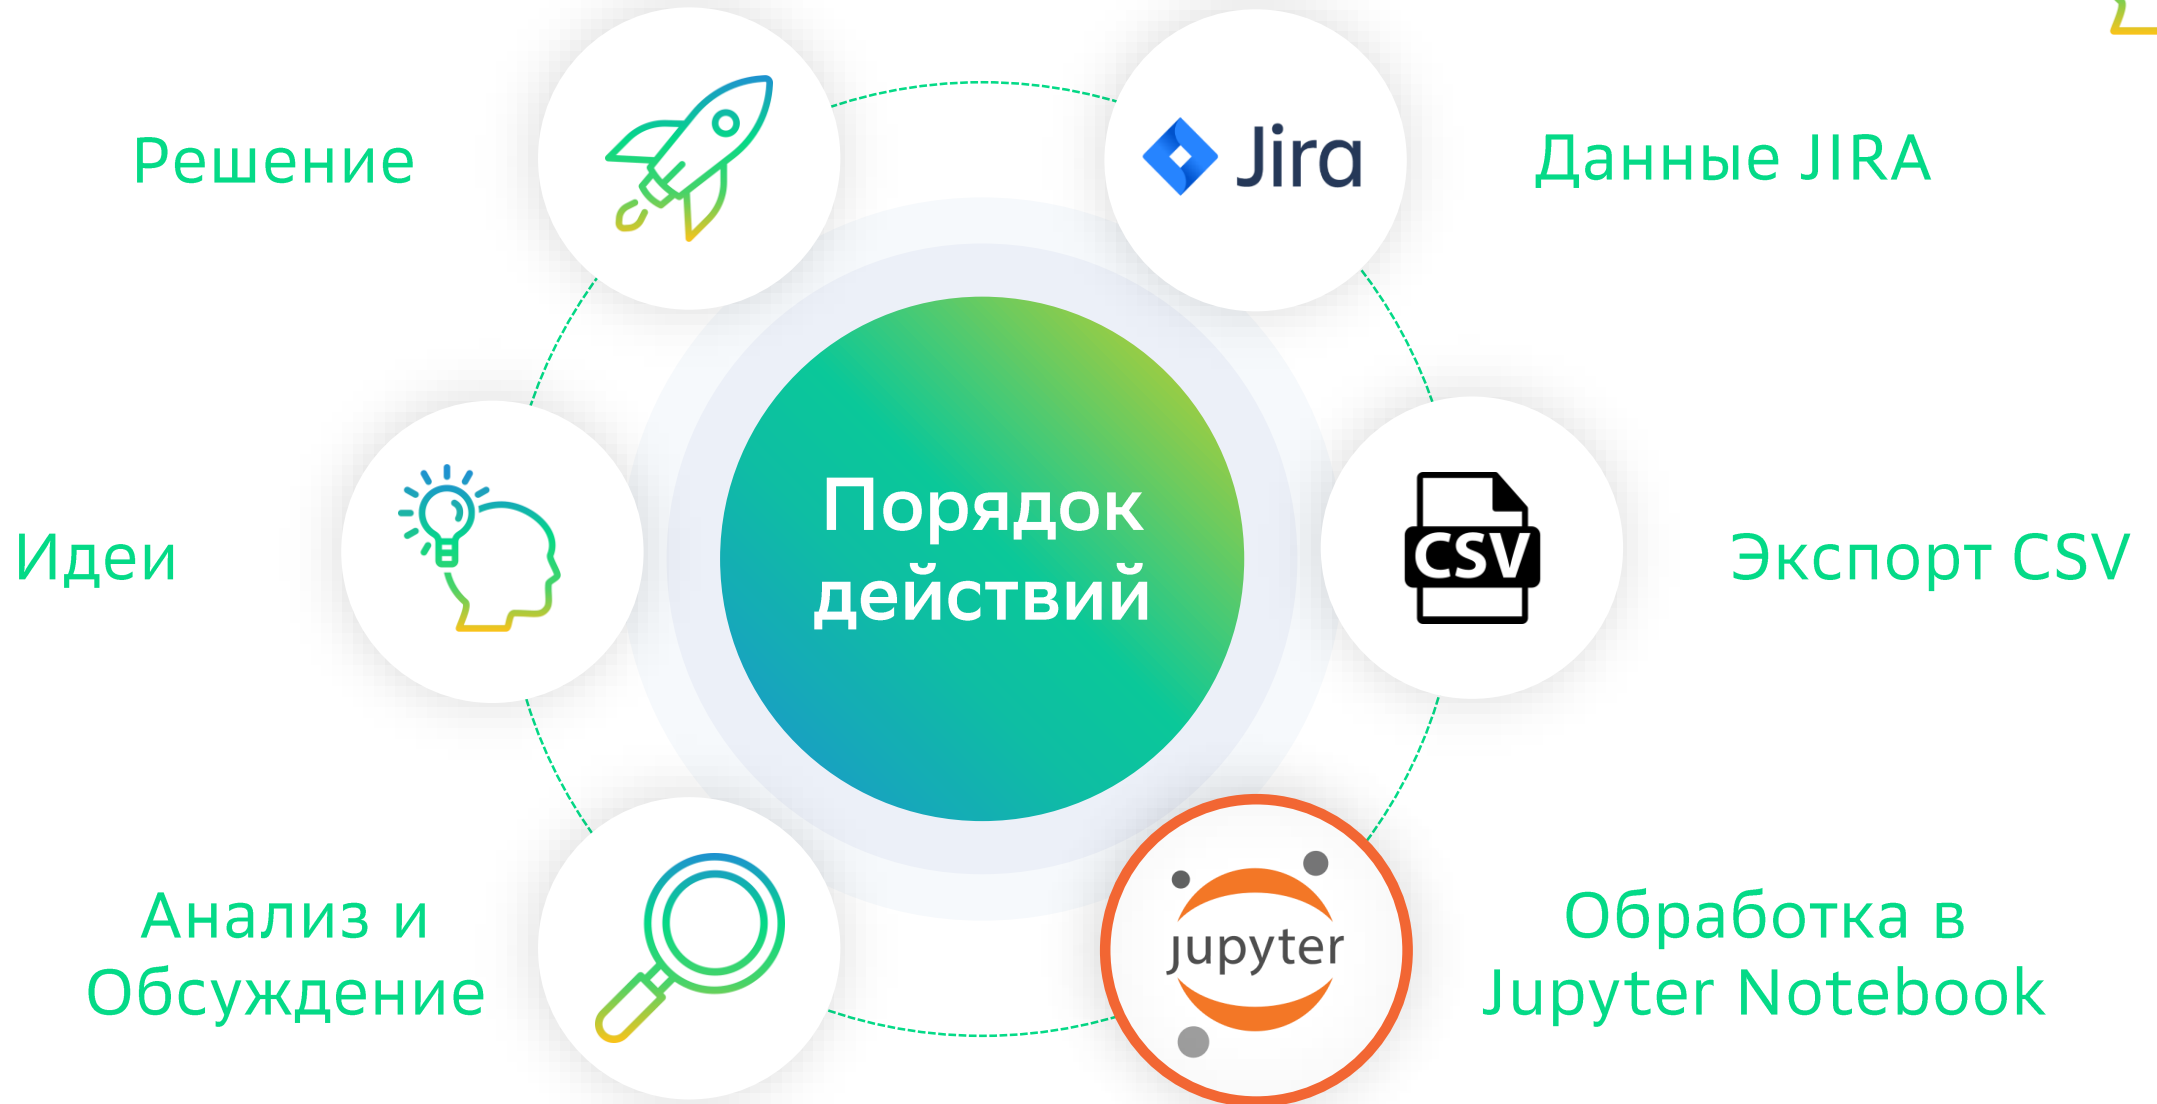 Решение
Jira
Данные JIRA
Порядок
действий
Идеи
CSV
Экспорт CSV
Анализ и
Обсуждение
jupyter
Обработка в
Jupyter Notebook